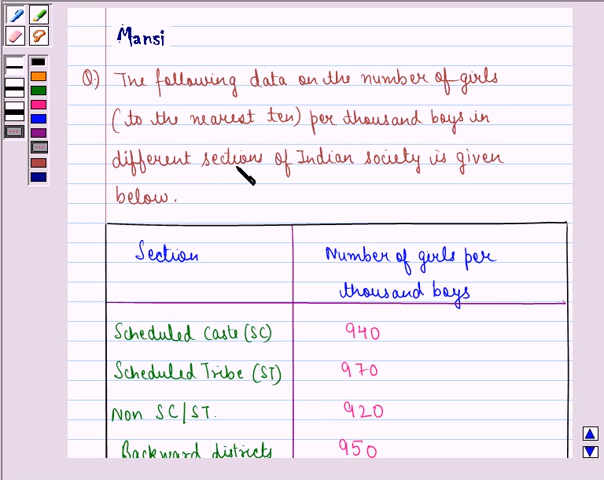 Mansi
Q) The following data on the number of girls
(to the nearest ten) per thousand boys in
different sections of Indian society is given
below.
Section Number of girls per
thousand boys
Scheduled Caste (SC) 940
Scheduled Tribe (ST) 970
Non SC/ST. 920
Backward districts 950